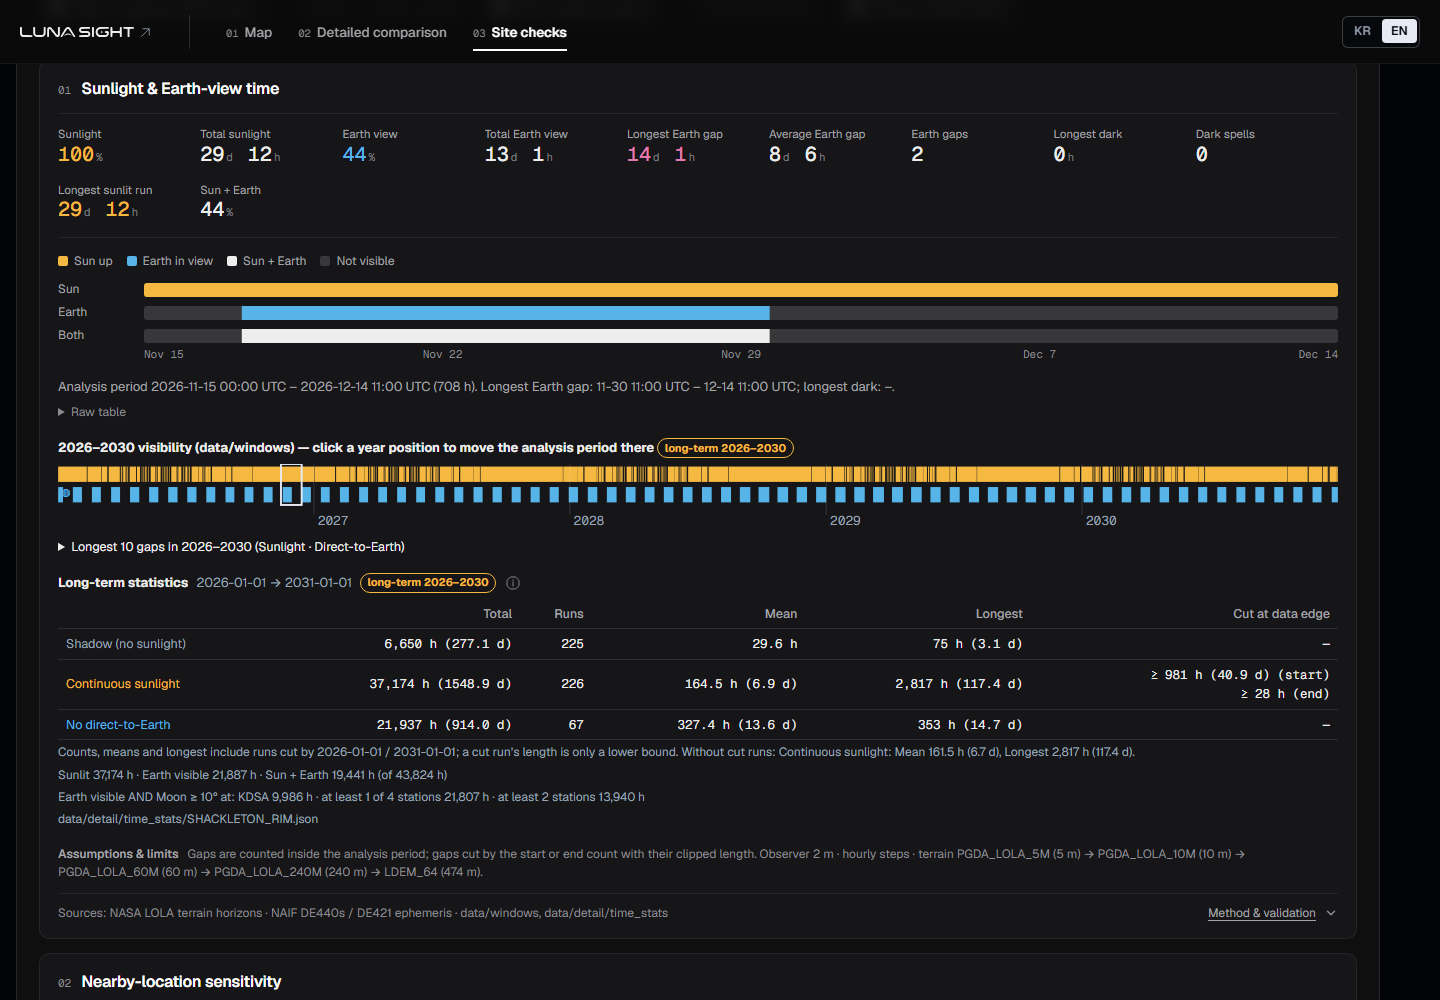 LUNA SIGHT
01 Map
02 Detailed comparison
03 Site checks
KR EN
01 Sunlight & Earth-view time
Sunlight Total sunlight Earth view Total Earth view Longest Earth gap Average Earth gap Earth gaps Longest dark Dark spells
100% 29d 12h 44% 13d 1h 14d 1h 8d 6h 2 0h 0
Longest sunlit run Sun + Earth
29d 12h 44%
Sun up Earth in view Sun + Earth Not visible
Sun
Earth
Both
Nov 15 Nov 22 Nov 29 Dec 7 Dec 14
Analysis period 2026-11-15 00:00 UTC – 2026-12-14 11:00 UTC (708 h). Longest Earth gap: 11-30 11:00 UTC – 12-14 11:00 UTC; longest dark: –.
Raw table
2026–2030 visibility (data/windows) — click a year position to move the analysis period there long-term 2026–2030
2027 2028 2029 2030
Longest 10 gaps in 2026–2030 (Sunlight · Direct-to-Earth)
Long-term statistics 2026-01-01 → 2031-01-01 long-term 2026–2030
Total Runs Mean Longest Cut at data edge
Shadow (no sunlight) 6,650 h (277.1 d) 225 29.6 h 75 h (3.1 d) –
Continuous sunlight 37,174 h (1548.9 d) 226 164.5 h (6.9 d) 2,817 h (117.4 d) ≥ 981 h (40.9 d) (start)
≥ 28 h (end)
No direct-to-Earth 21,937 h (914.0 d) 67 327.4 h (13.6 d) 353 h (14.7 d) –
Counts, means and longest include runs cut by 2026-01-01 / 2031-01-01; a cut run's length is only a lower bound. Without cut runs: Continuous sunlight: Mean 161.5 h (6.7 d), Longest 2,817 h (117.4 d).
Sunlit 37,174 h · Earth visible 21,887 h · Sun + Earth 19,441 h (of 43,824 h)
Earth visible AND Moon ≥ 10° at: KDSA 9,986 h · at least 1 of 4 stations 21,807 h · at least 2 stations 13,940 h
data/detail/time_stats/SHACKLETON_RIM.json
Assumptions & limits Gaps are counted inside the analysis period; gaps cut by the start or end count with their clipped length. Observer 2 m · hourly steps · terrain PGDA_LOLA_5M (5 m) → PGDA_LOLA_10M (10 m) →
PGDA_LOLA_60M (60 m) → PGDA_LOLA_240M (240 m) → LDEM_64 (474 m).
Sources: NASA LOLA terrain horizons · NAIF DE440s / DE421 ephemeris · data/windows, data/detail/time_stats
Method & validation
02 Nearby-location sensitivity